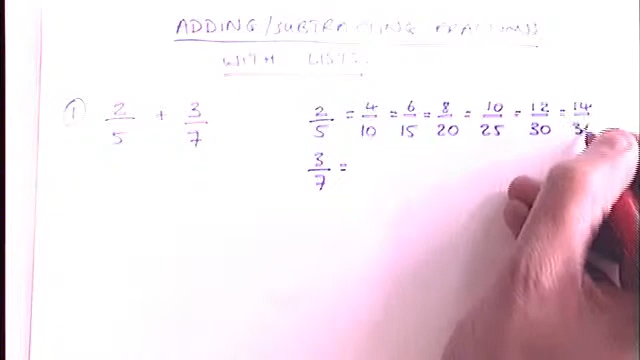 ADDING/SUBTRACTING FRACTIONS
WITH LISTS
① 2/5 + 3/7
2/5 = 4/10 = 6/15 = 8/20 = 10/25 = 12/30 = 14/
3/7 =